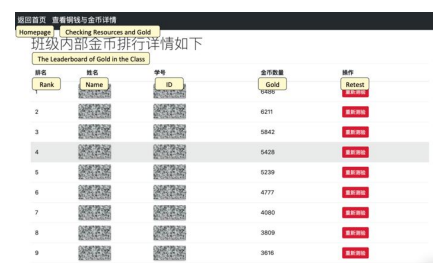 返回首页 查看铜钱与金币详情
Homepage Checking Resources and Gold
班级内部金币排行详情如下
The Leaderboard of Gold in the Class
排名 姓名 学号 金币数量 操作
Rank Name ID Gold Retest
1 6486 重新测验
2 6211 重新测验
3 5842 重新测验
4 5428 重新测验
5 5239 重新测验
6 4777 重新测验
7 4080 重新测验
8 3809 重新测验
9 3616 重新测验